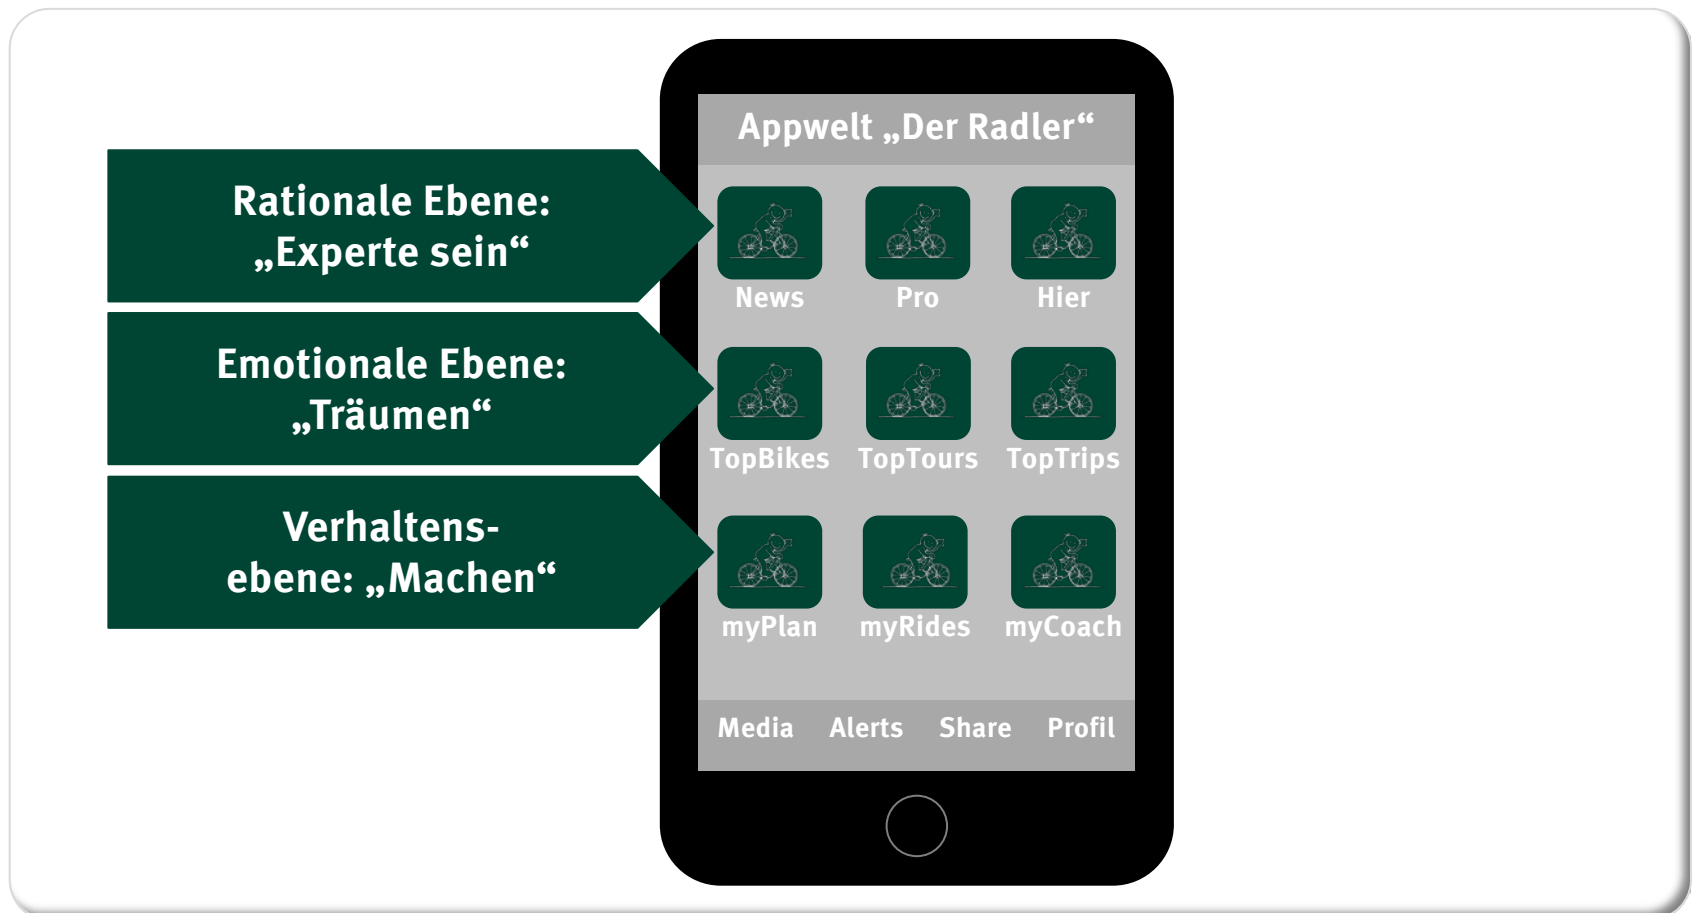 Appwelt „Der Radler“
Rationale Ebene:
„Experte sein“
News Pro Hier
Emotionale Ebene:
„Träumen“
TopBikes TopTours TopTrips
Verhaltens-
ebene: „Machen“
myPlan myRides myCoach
Media Alerts Share Profil